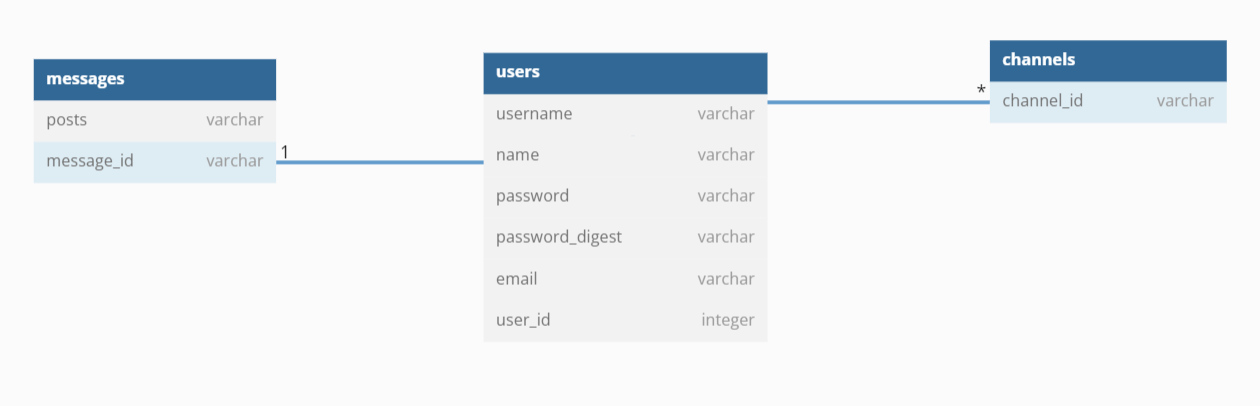 messages
posts varchar
message_id varchar
1
users
username varchar
name varchar
password varchar
password_digest varchar
email varchar
user_id integer
*
channels
channel_id varchar